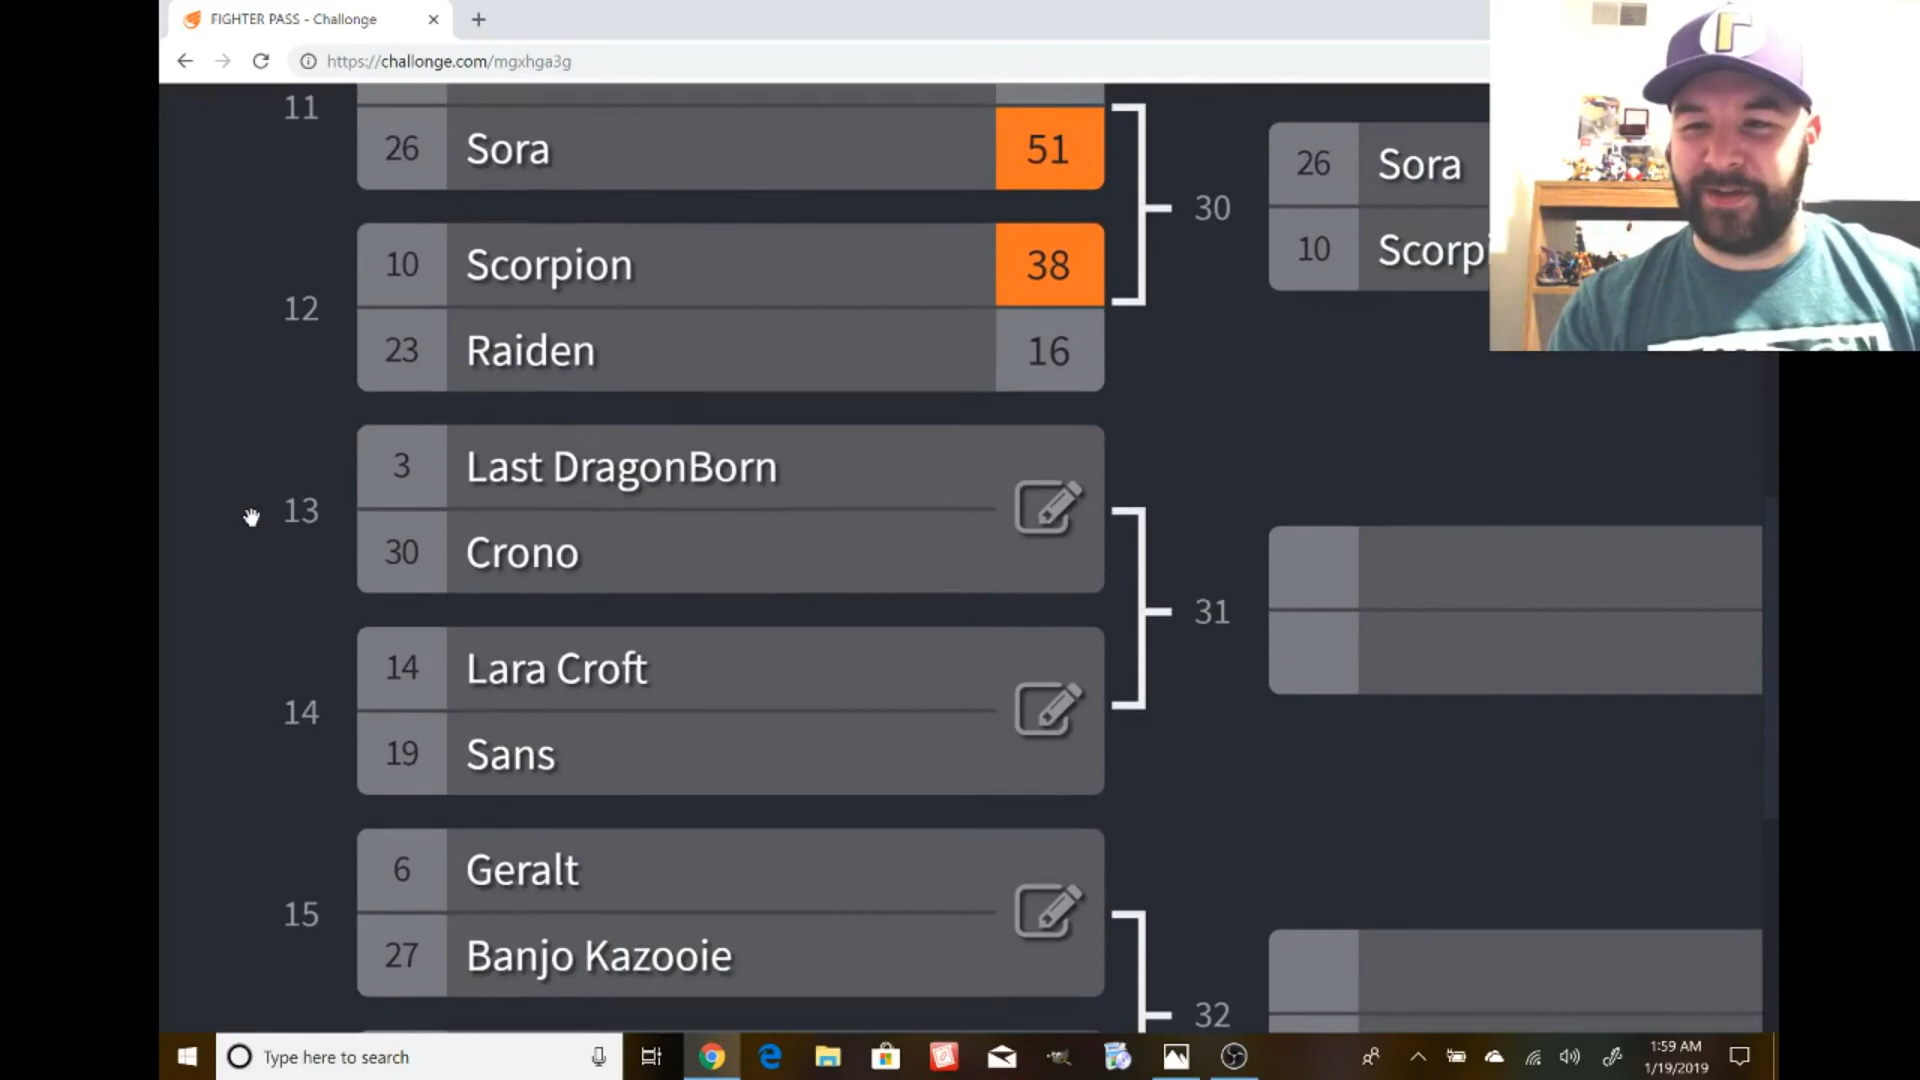 FIGHTER PASS - Challonge
https://challonge.com/mgxhga3g
11
26 Sora 51
30
26 Sora
10 Scorpi
12
10 Scorpion 38
23 Raiden 16
13
3 Last DragonBorn
30 Crono
31
14
14 Lara Croft
19 Sans
15
6 Geralt
27 Banjo Kazooie
32
Type here to search
1:59 AM
1/19/2019